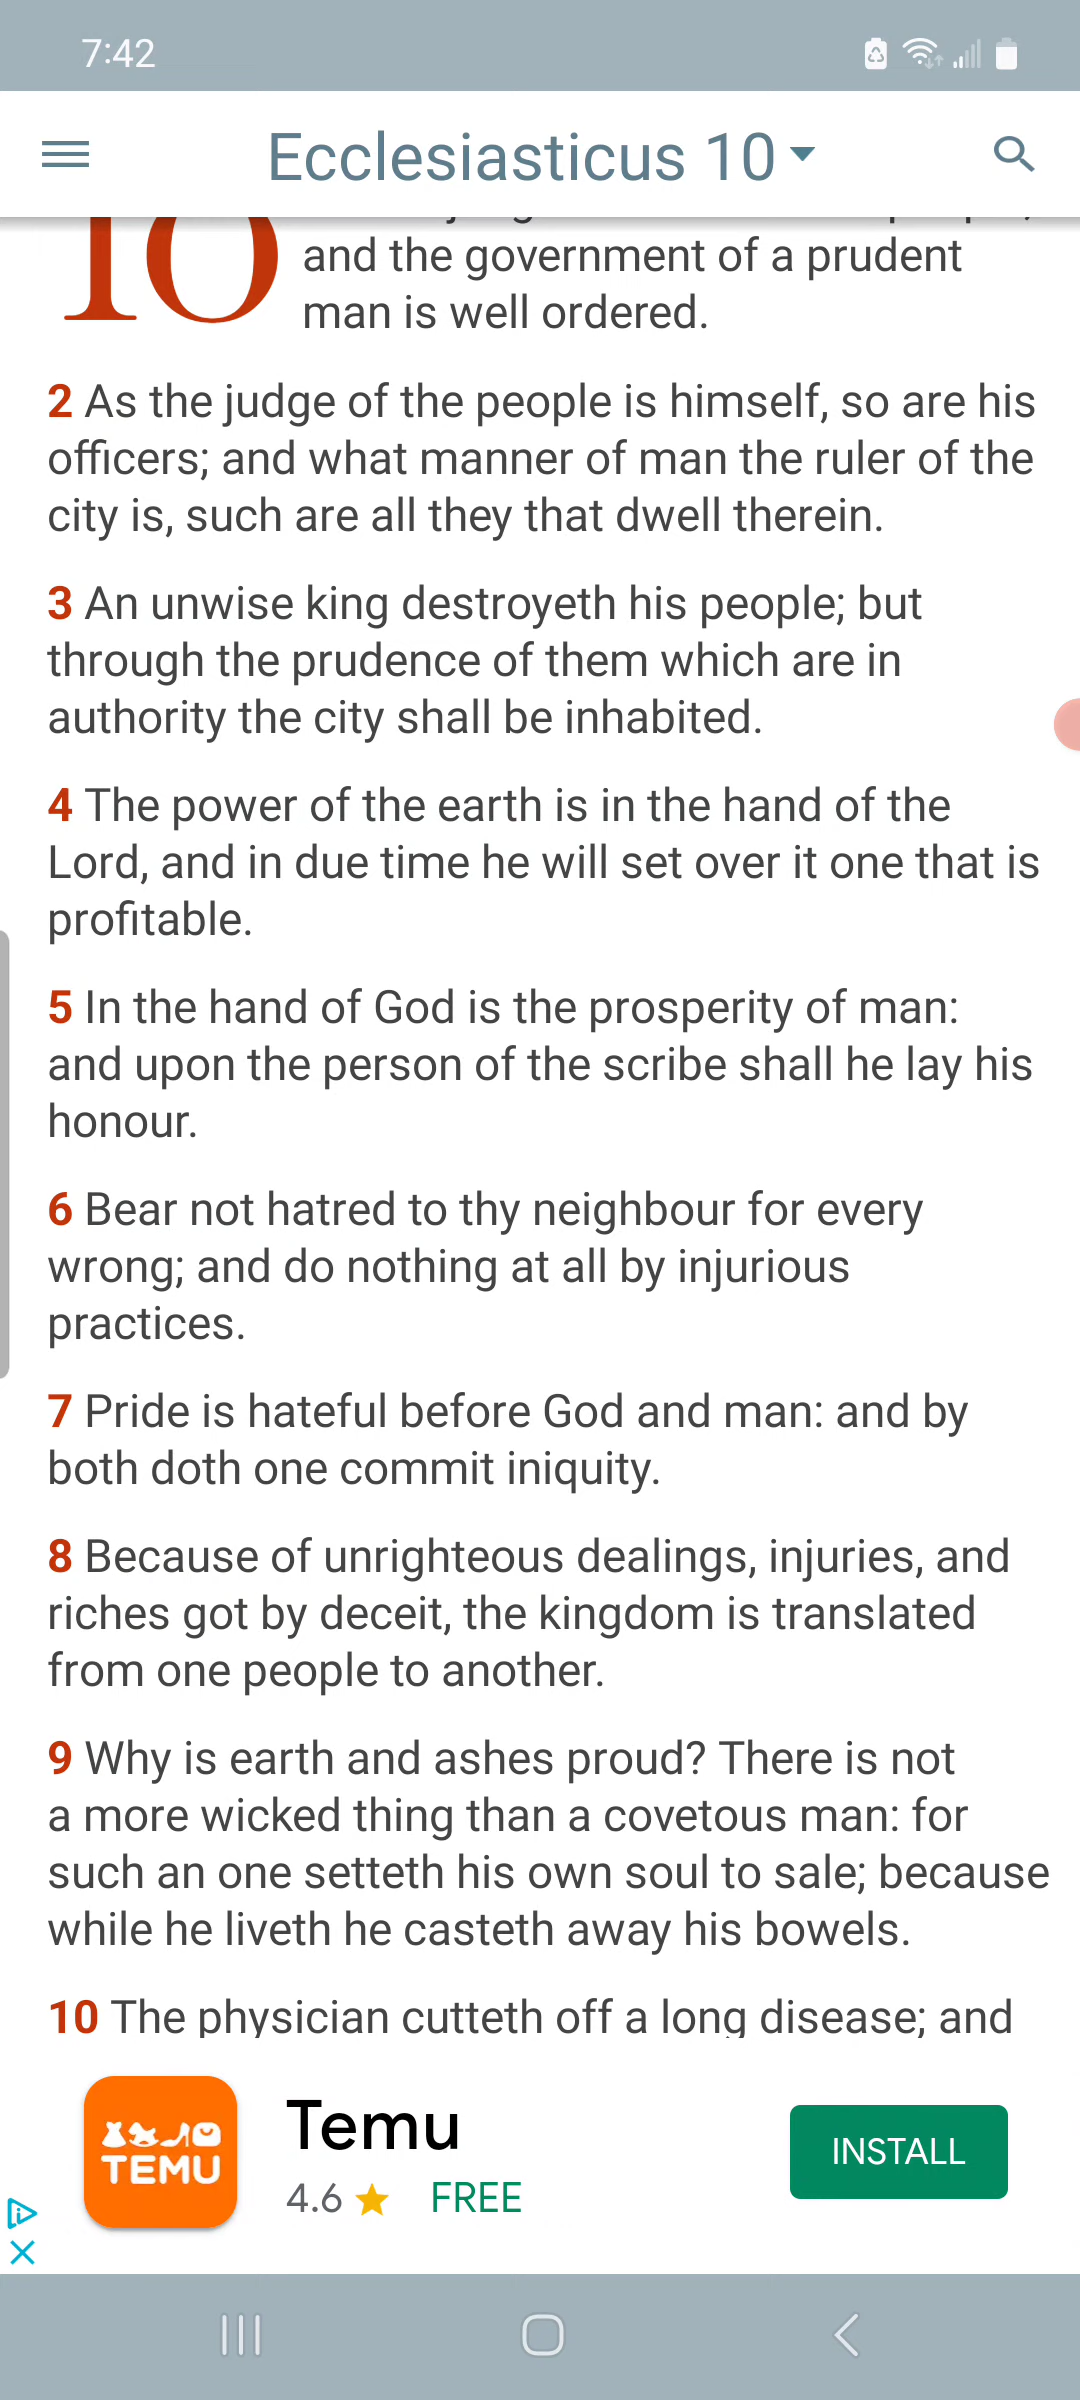 7:42
Ecclesiasticus 10
10
and the government of a prudent
man is well ordered.
2 As the judge of the people is himself, so are his
officers; and what manner of man the ruler of the
city is, such are all they that dwell therein.
3 An unwise king destroyeth his people; but
through the prudence of them which are in
authority the city shall be inhabited.
4 The power of the earth is in the hand of the
Lord, and in due time he will set over it one that is
profitable.
5 In the hand of God is the prosperity of man:
and upon the person of the scribe shall he lay his
honour.
6 Bear not hatred to thy neighbour for every
wrong; and do nothing at all by injurious
practices.
7 Pride is hateful before God and man: and by
both doth one commit iniquity.
8 Because of unrighteous dealings, injuries, and
riches got by deceit, the kingdom is translated
from one people to another.
9 Why is earth and ashes proud? There is not
a more wicked thing than a covetous man: for
such an one setteth his own soul to sale; because
while he liveth he casteth away his bowels.
10 The physician cutteth off a long disease; and
TEMU
Temu
4.6 ★ FREE
INSTALL